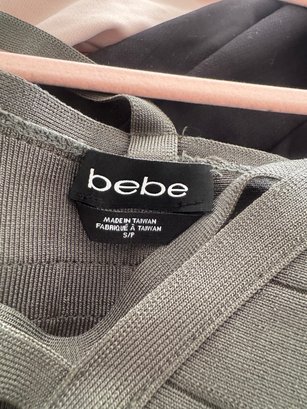 bebe
MADE IN TAIWAN
FABRIQUÉ À TAIWAN
S/P